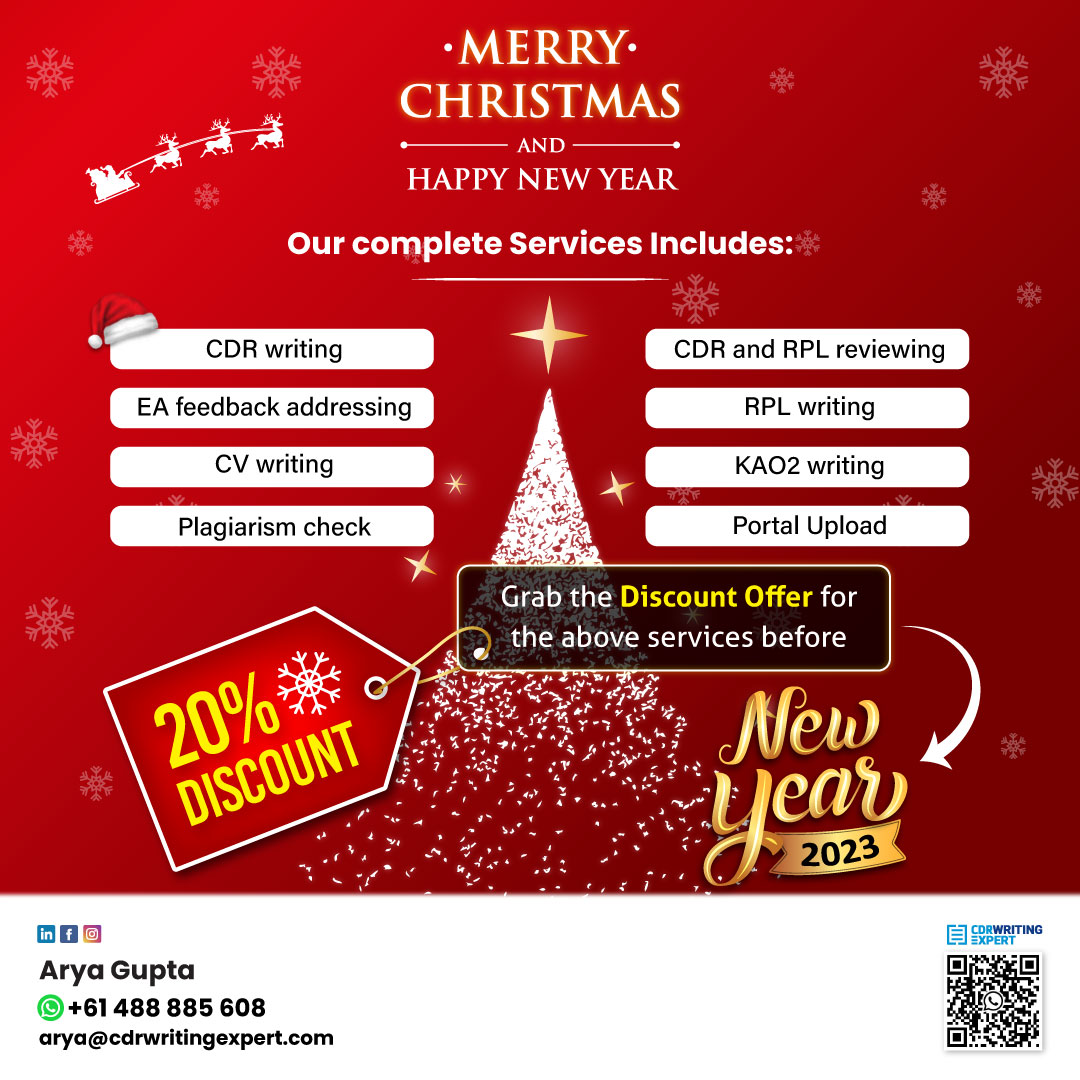 ·MERRY·
CHRISTMAS
AND
HAPPY NEW YEAR
Our complete Services Includes:
CDR writing
EA feedback addressing
CV writing
Plagiarism check
CDR and RPL reviewing
RPL writing
KAO2 writing
Portal Upload
Grab the Discount Offer for
the above services before
20%
DISCOUNT
New
Year
2023
in f
Arya Gupta
+61 488 885 608
arya@cdrwritingexpert.com
CDRWRITING
EXPERT